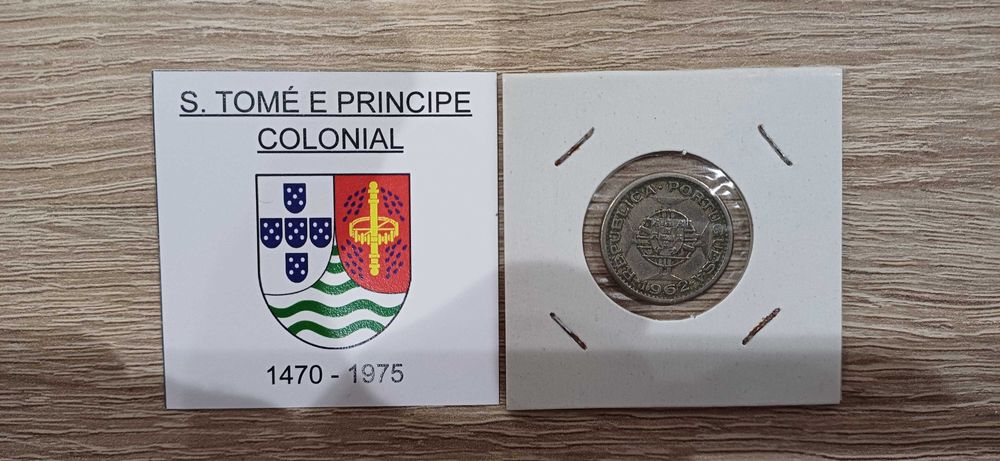 S. TOMÉ E PRINCIPE
COLONIAL
1470 - 1975
REPUBLICA · PORTUGUESA
1962